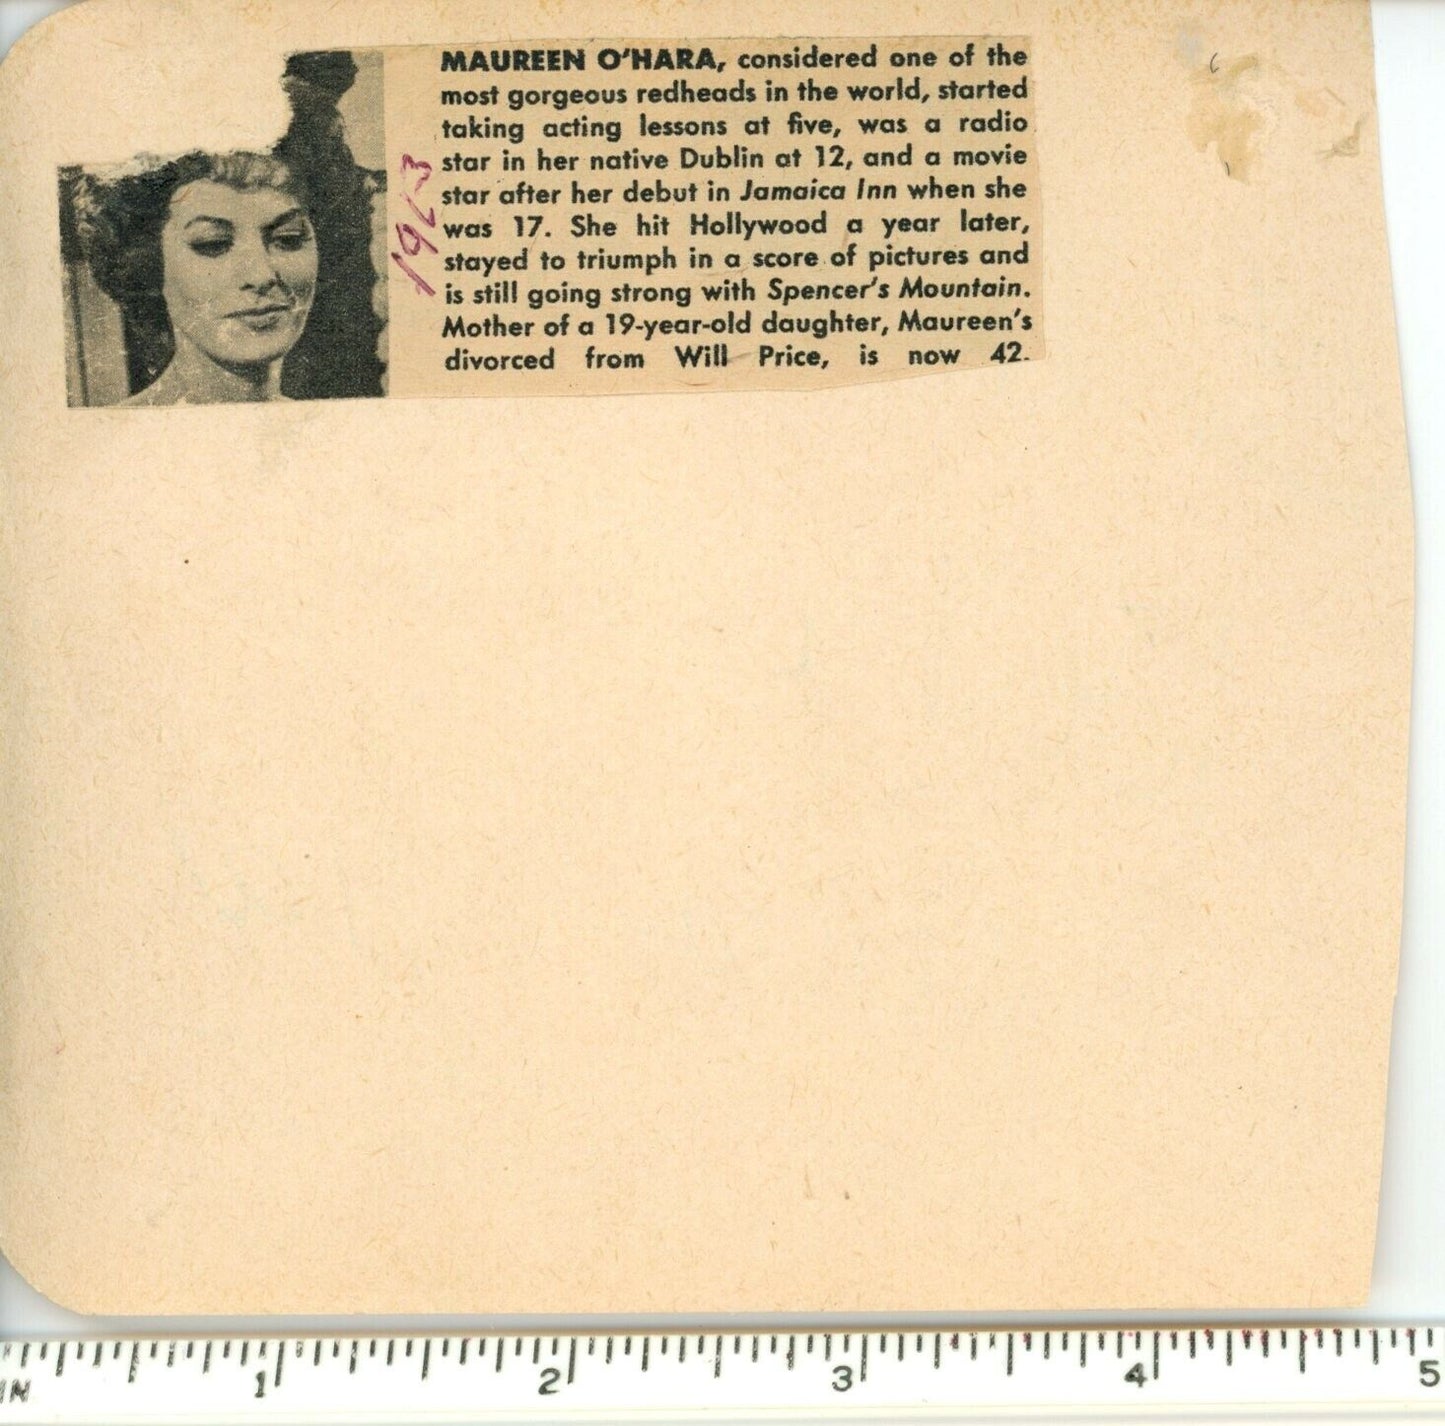 MAUREEN O'HARA, considered one of the
most gorgeous redheads in the world, started
taking acting lessons at five, was a radio
star in her native Dublin at 12, and a movie
star after her debut in Jamaica Inn when she
was 17. She hit Hollywood a year later,
stayed to triumph in a score of pictures and
is still going strong with Spencer's Mountain.
Mother of a 19-year-old daughter, Maureen's
divorced from Will Price, is now 42.
1963
IN 1 2 3 4 5